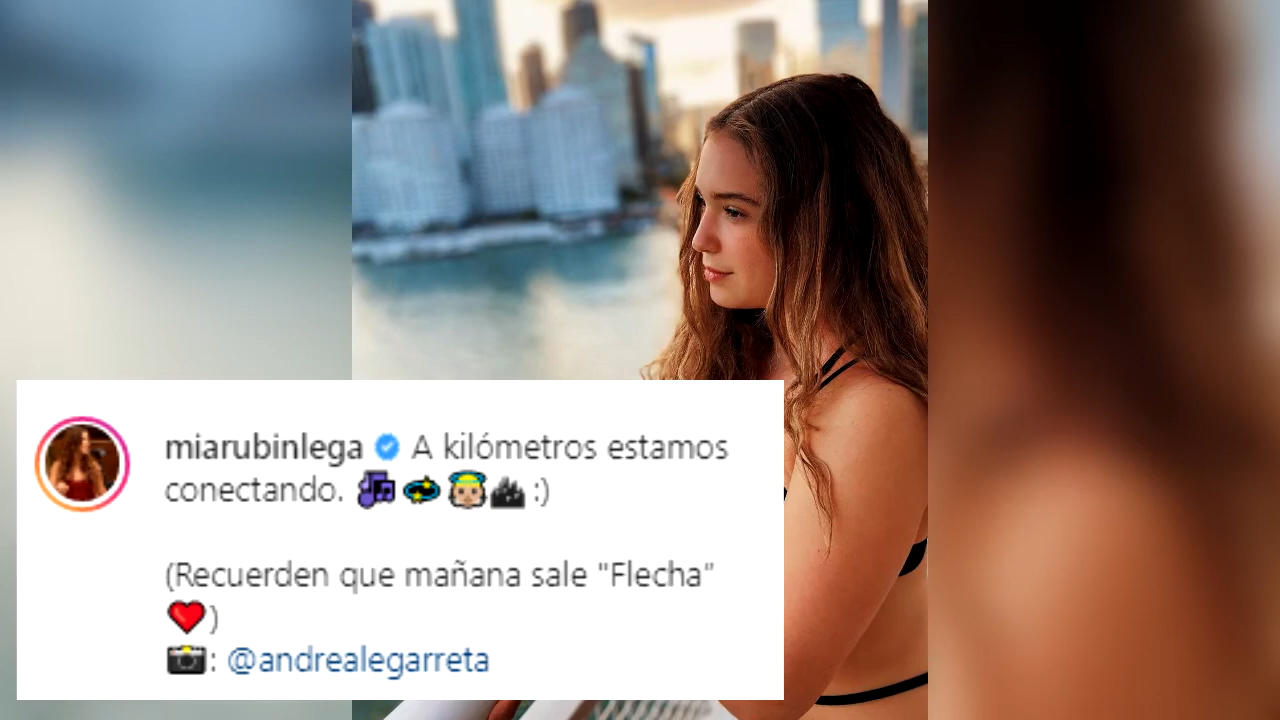 miarubinlega A kilómetros estamos
conectando. 🎶💫👼🏼🏙 :)
(Recuerden que mañana sale "Flecha"
❤️)
📸: @andrealegarreta